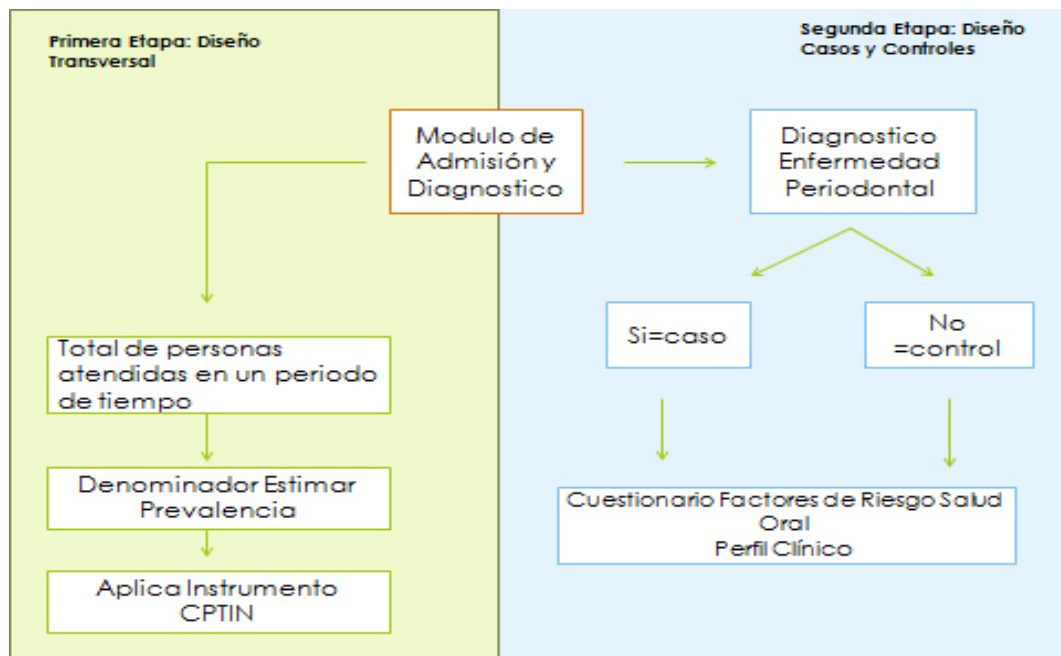 Primera Etapa: Diseño
Transversal
Segunda Etapa: Diseño
Casos y Controles
Modulo de
Admisión y
Diagnostico
Diagnostico
Enfermedad
Periodontal
Si=caso
No
=control
Total de personas
atendidas en un periodo
de tiempo
Denominador Estimar
Prevalencia
Aplica Instrumento
CPTIN
Cuestionario Factores de Riesgo Salud
Oral
Perfil Clínico